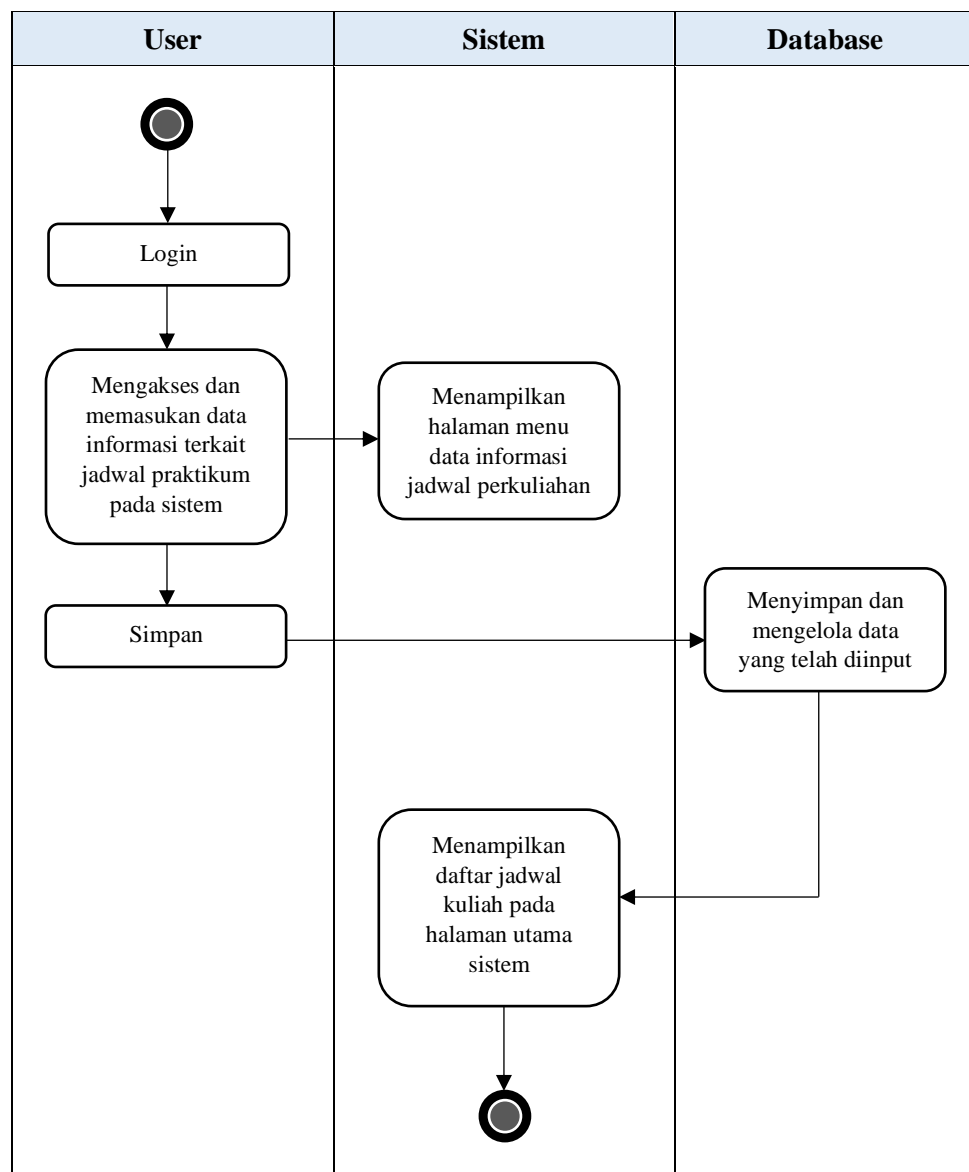 User
Sistem
Database
Login
Mengakses dan
memasukan data
informasi terkait
jadwal praktikum
pada sistem
Menampilkan
halaman menu
data informasi
jadwal perkuliahan
Simpan
Menyimpan dan
mengelola data
yang telah diinput
Menampilkan
daftar jadwal
kuliah pada
halaman utama
sistem